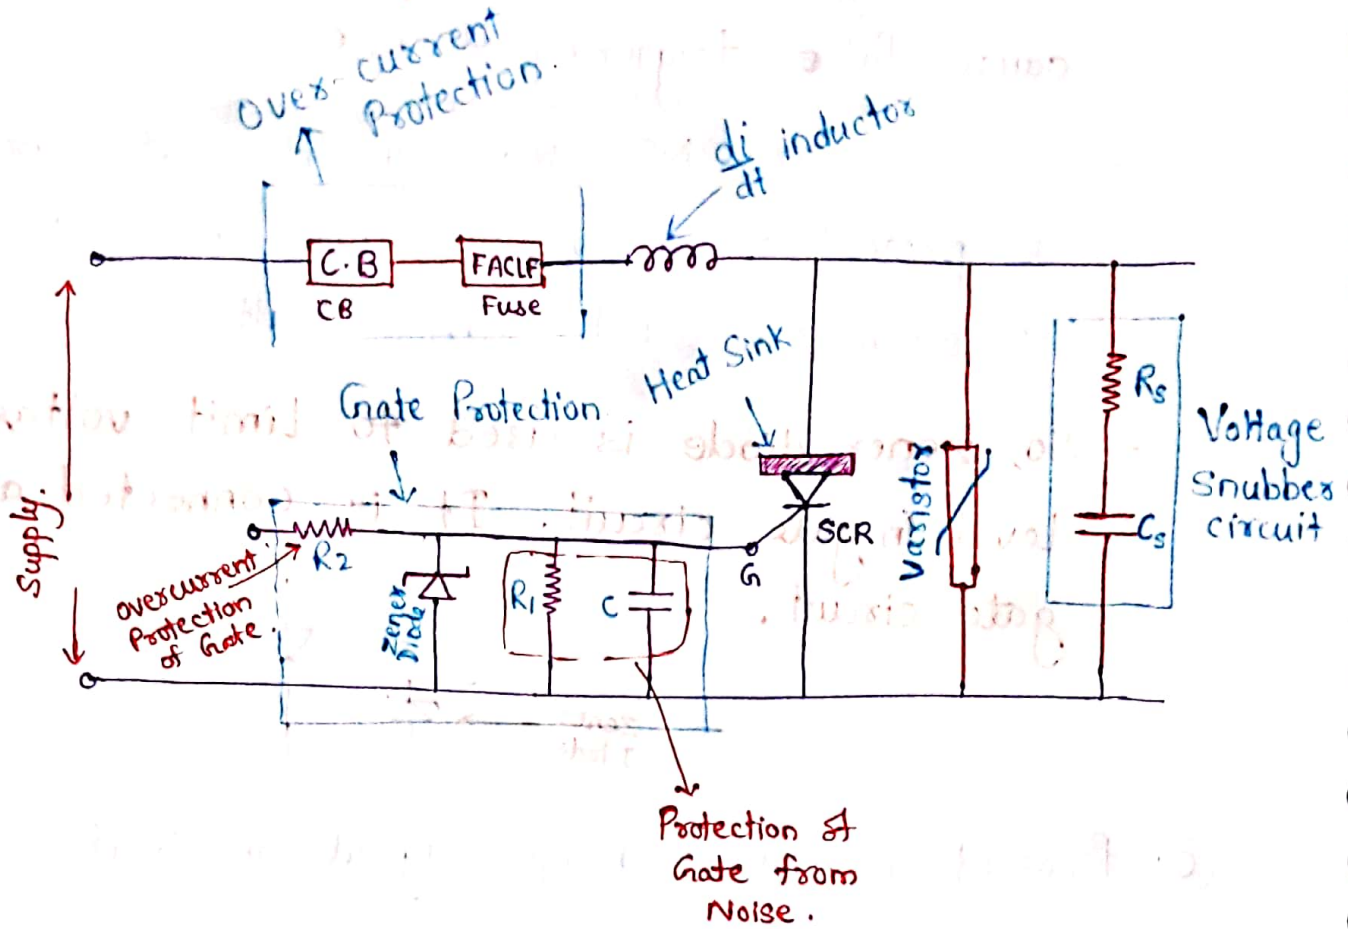 Over-current
Protection.
di
dt
inductor
C.B
FACLF
CB
Fuse
Heat Sink
Gate Protection
Supply.
R2
overcurrent
Protection
of Gate.
Zener
Diode
R1
C
G
SCR
Varistor
Rs
Cs
Voltage
Snubber
circuit
Protection of
Gate from
Noise.